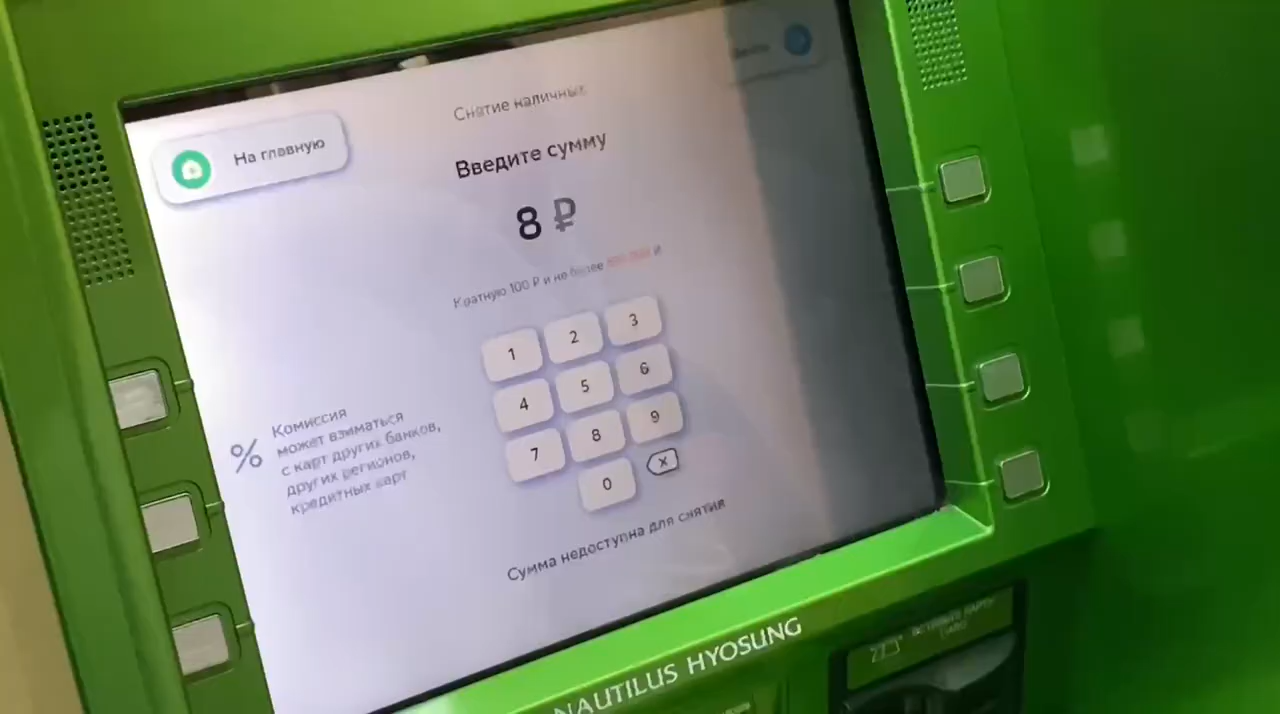 Снятие наличных
На главную
Введите сумму
8 ₽
Кратную 100 ₽ и не более
1
2
3
4
5
6
7
8
9
0
%
Комиссия
может взиматься
с карт других банков,
других регионов,
кредитных карт
Сумма недоступна для снятия
NAUTILUS HYOSUNG